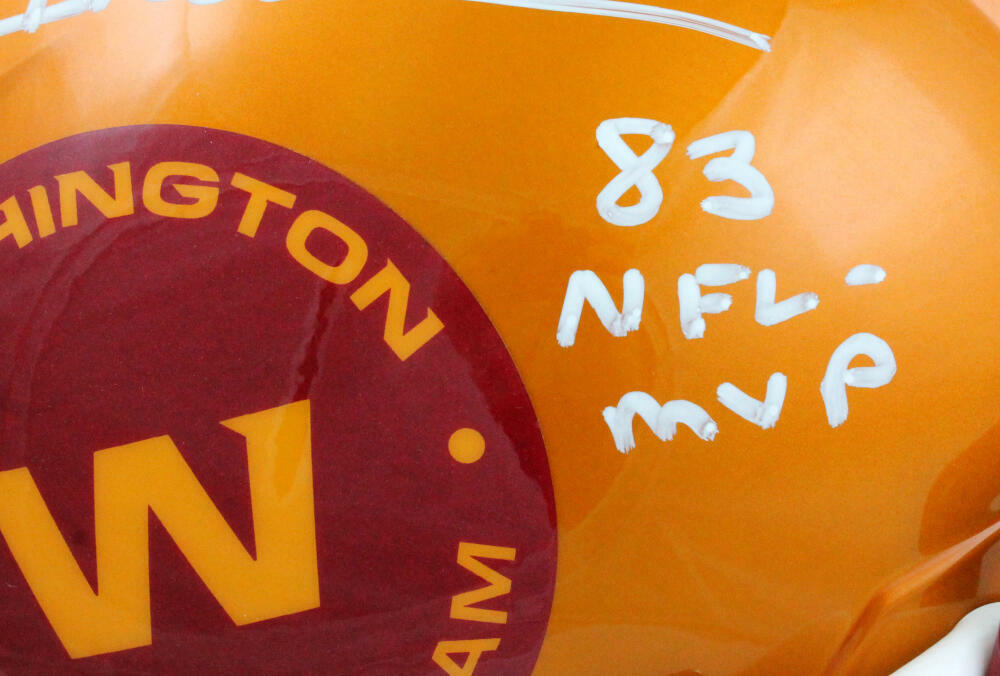 83
NFL-
MVP
HINGTON
W
AM